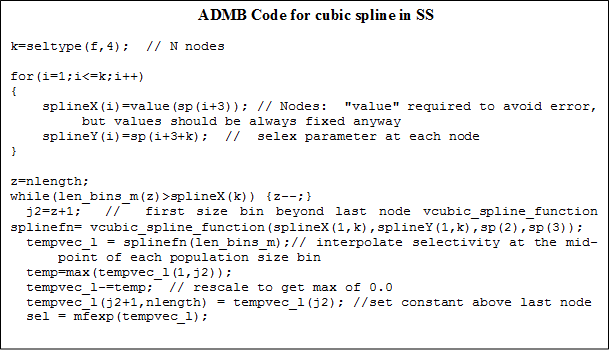 ADMB Code for cubic spline in SS
k=seltype(f,4);  // N nodes
for(i=1;i<=k;i++)
{
splineX(i)=value(sp(i+3)); // Nodes:  "value" required to avoid error,
but values should be always fixed anyway
splineY(i)=sp(i+3+k);  //  selex parameter at each node
}
z=nlength;
while(len_bins_m(z)>splineX(k)) {z--;}
j2=z+1;  //  first size bin beyond last node vcubic_spline_function
splinefn= vcubic_spline_function(splineX(1,k),splineY(1,k),sp(2),sp(3));
tempvec_l = splinefn(len_bins_m);// interpolate selectivity at the mid-
point of each population size bin
temp=max(tempvec_l(1,j2));
tempvec_l-=temp;  // rescale to get max of 0.0
tempvec_l(j2+1,nlength) = tempvec_l(j2); //set constant above last node
sel = mfexp(tempvec_l);